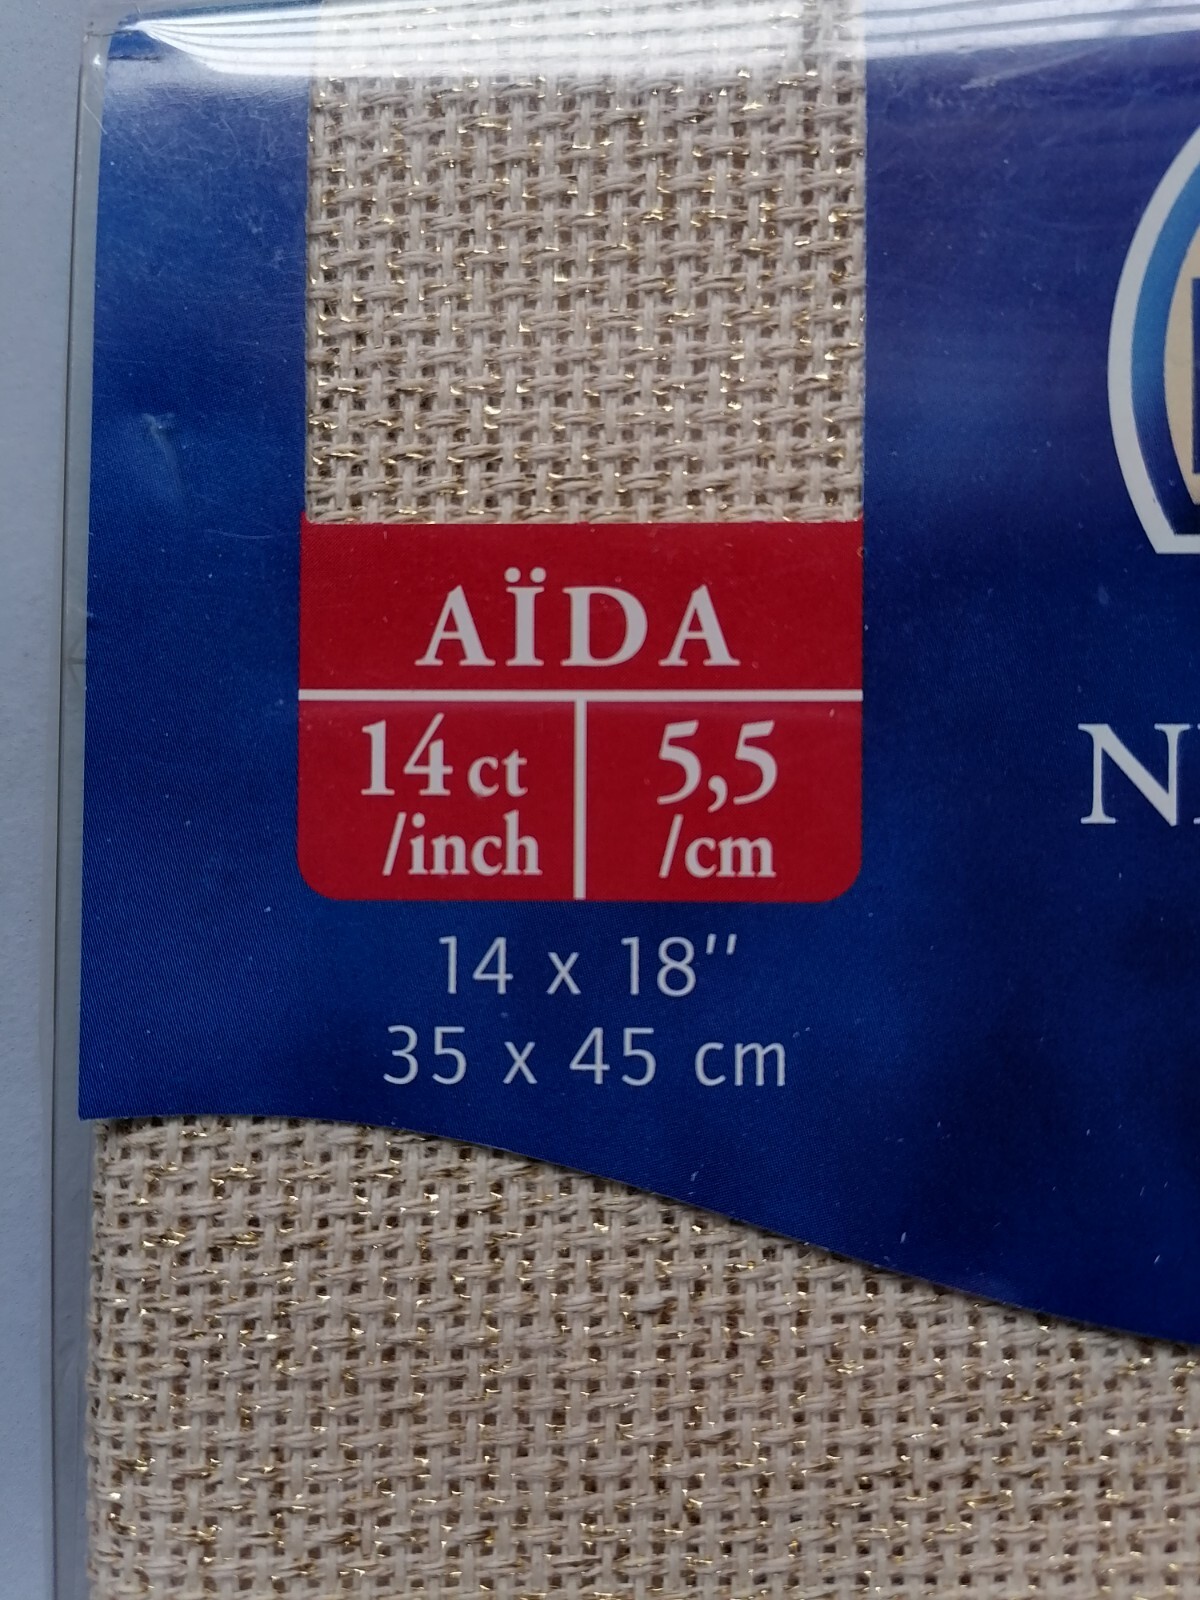 AÏDA
14 ct
/inch
5,5
/cm
14 x 18"
35 x 45 cm